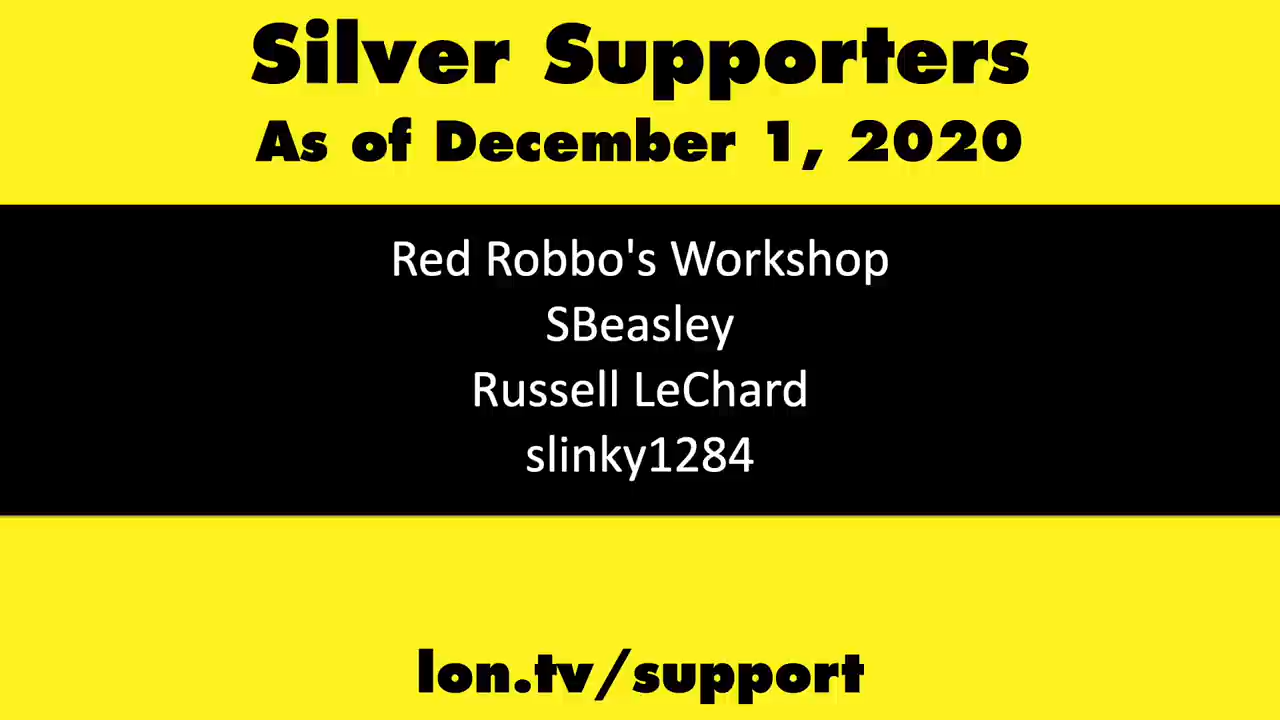 Silver Supporters
As of December 1, 2020
Red Robbo's Workshop
SBeasley
Russell LeChard
slinky1284
lon.tv/support